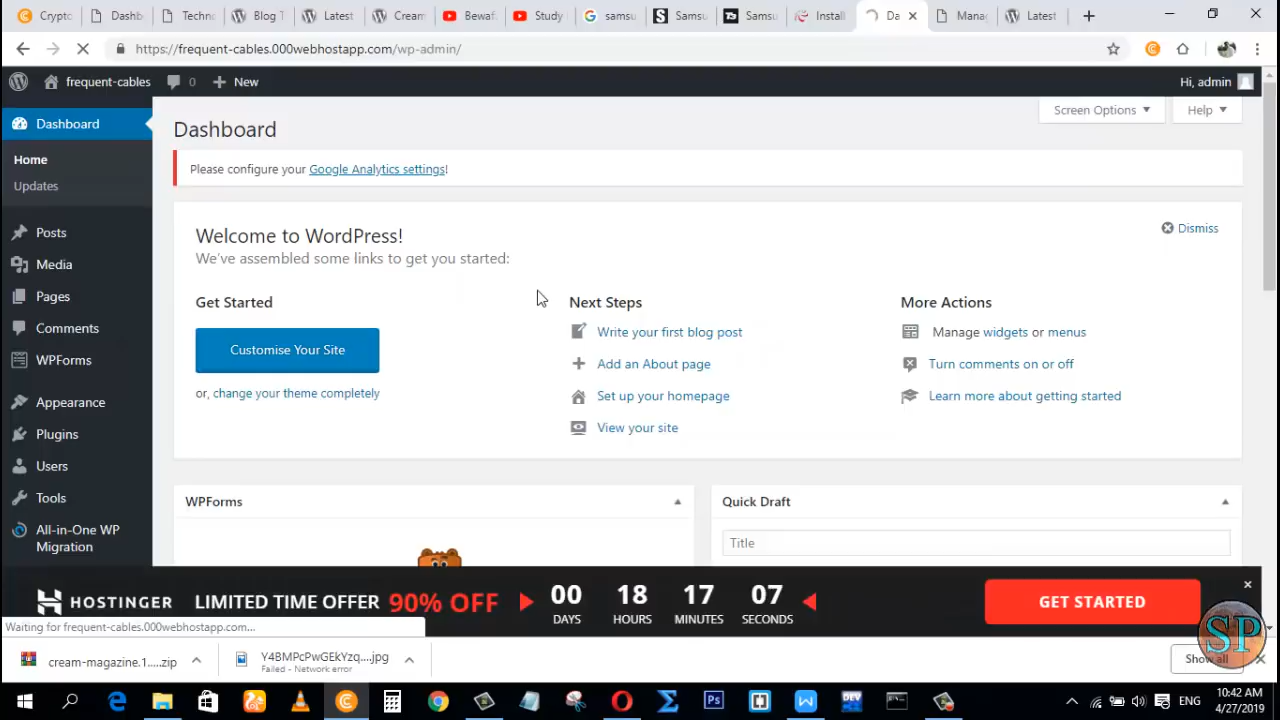 Crypto
Dashb
Techno
Blog T
Latest
Cream
Bewaf
Study
samsu
Samsu
Samsu
Install
Da
Mana
Latest
https://frequent-cables.000webhostapp.com/wp-admin/
frequent-cables
0
New
Hi, admin
Dashboard
Home
Updates
Posts
Media
Pages
Comments
WPForms
Appearance
Plugins
Users
Tools
All-in-One WP
Migration
Screen Options
Help
Dashboard
Please configure your Google Analytics settings!
Welcome to WordPress!
Dismiss
We've assembled some links to get you started:
Get Started
Customise Your Site
or, change your theme completely
Next Steps
Write your first blog post
Add an About page
Set up your homepage
View your site
More Actions
Manage widgets or menus
Turn comments on or off
Learn more about getting started
WPForms
Quick Draft
Title
HOSTINGER
LIMITED TIME OFFER 90% OFF
00 18 17 07
DAYS HOURS MINUTES SECONDS
GET STARTED
Waiting for frequent-cables.000webhostapp.com...
SP
cream-magazine.1....zip
Y4BMPcPwGEkYzq....jpg
Failed - Network error
Show all
Ps
W
DEV
ENG
10:42 AM
4/27/2019